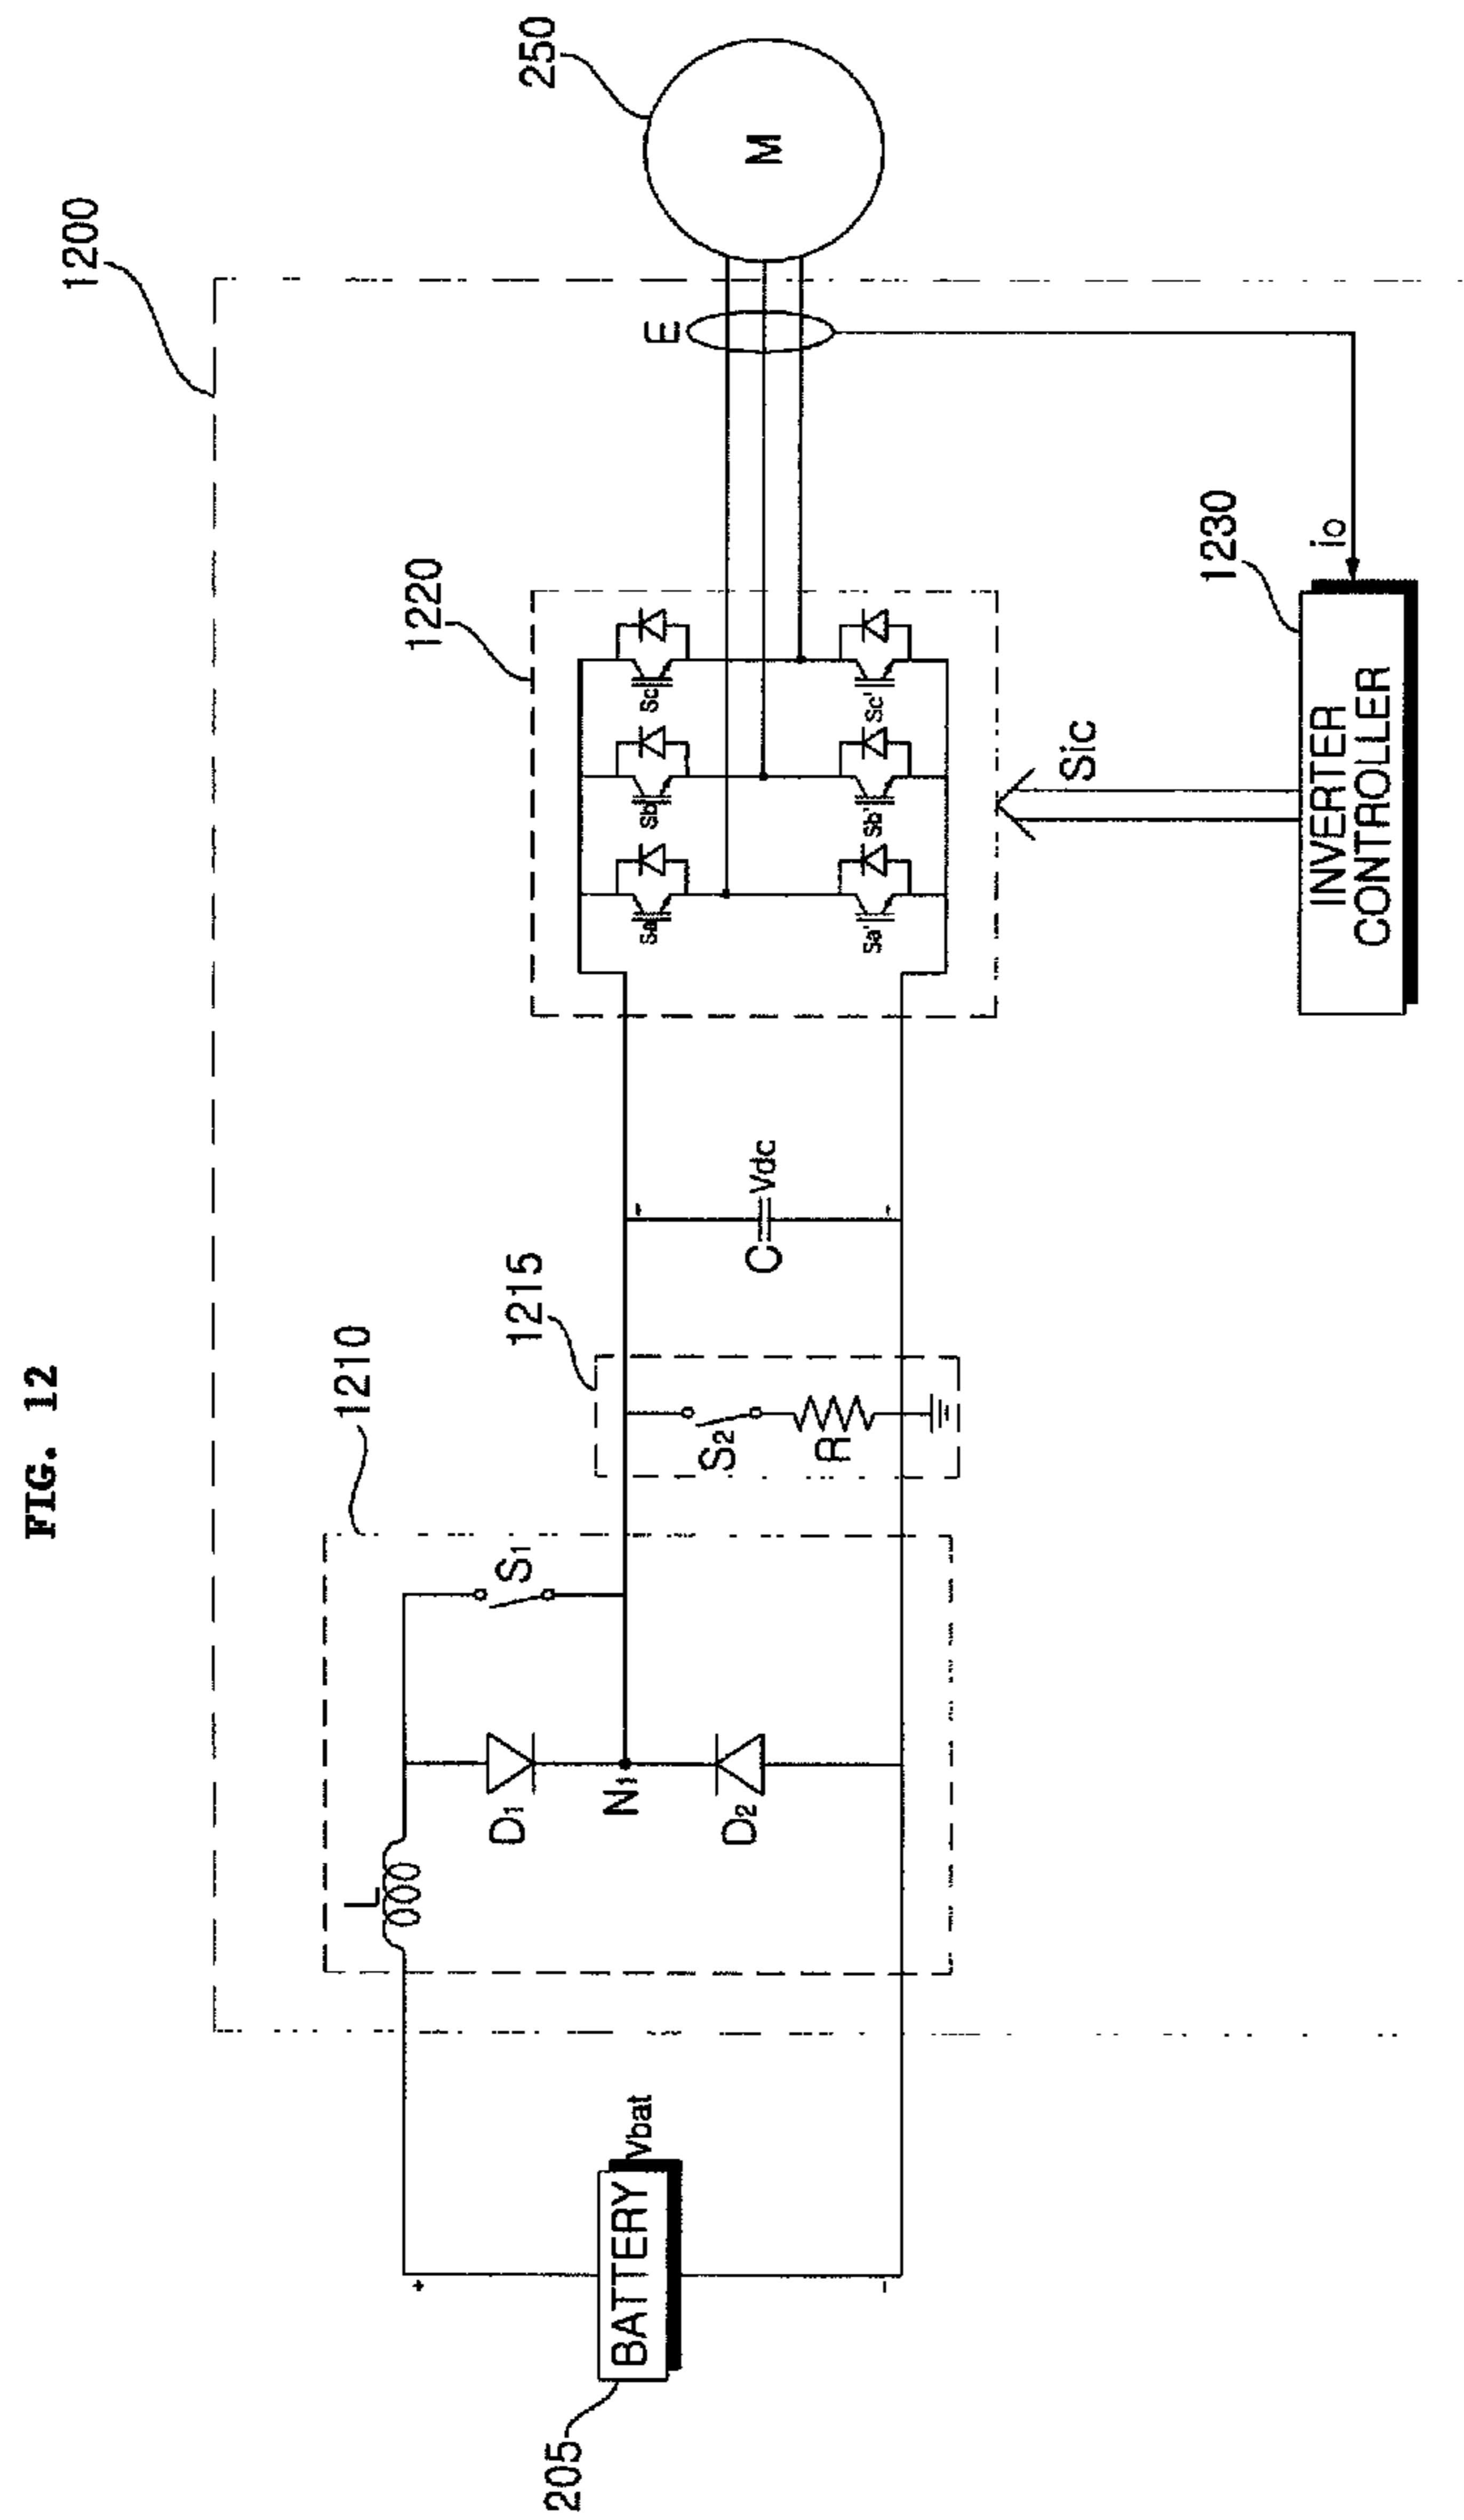 FIG. 12
1200
1210
1215
1220
250
L
S1
D1
N1
D2
S2
R
C
Vdc
Sa
Sb
Sc
Sa'
Sb'
Sc'
E
M
+
-
205
BATTERY
Vbat
Sic
io
1230
INVERTER
CONTROLLER